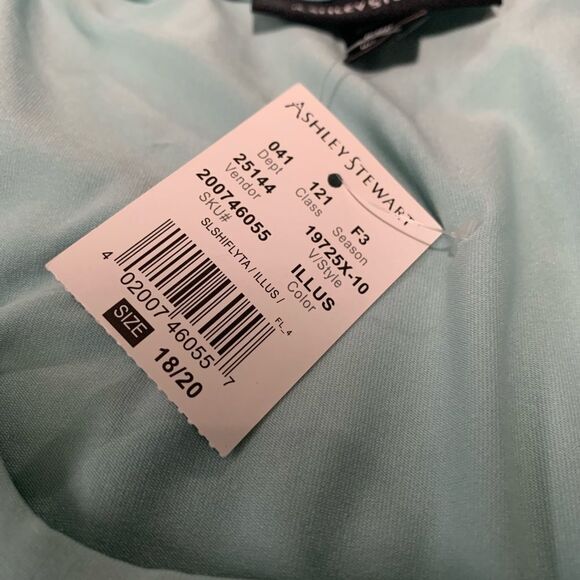 ASHLEY STEWART
041 121 F3
Dept Class Season
25144 19725X-10
Vendor V/Style
200746055 ILLUS
SKU# Color
SLSHIFLYTA / ILLUS /
FL_4
4 02007 46055 7
SIZE 18/20